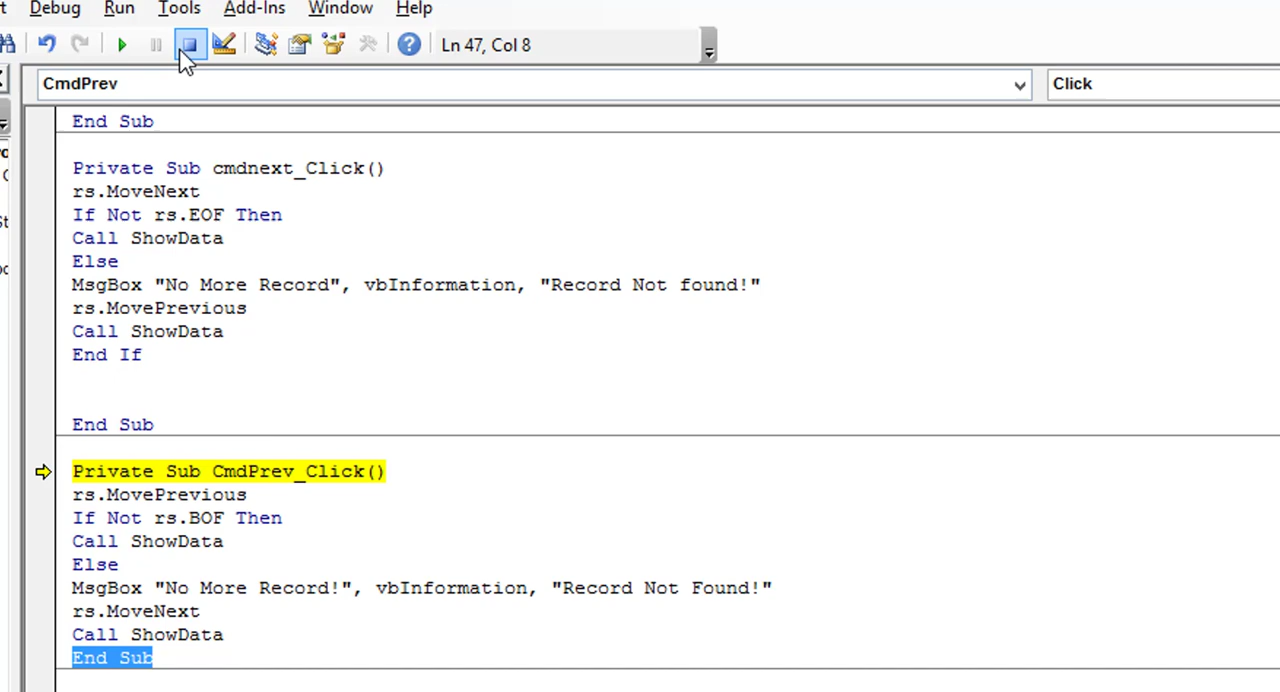 Debug Run Tools Add-Ins Window Help
Ln 47, Col 8
CmdPrev Click
End Sub
Private Sub cmdnext_Click()
rs.MoveNext
If Not rs.EOF Then
Call ShowData
Else
MsgBox "No More Record", vbInformation, "Record Not found!"
rs.MovePrevious
Call ShowData
End If
End Sub
Private Sub CmdPrev_Click()
rs.MovePrevious
If Not rs.BOF Then
Call ShowData
Else
MsgBox "No More Record!", vbInformation, "Record Not Found!"
rs.MoveNext
Call ShowData
End Sub